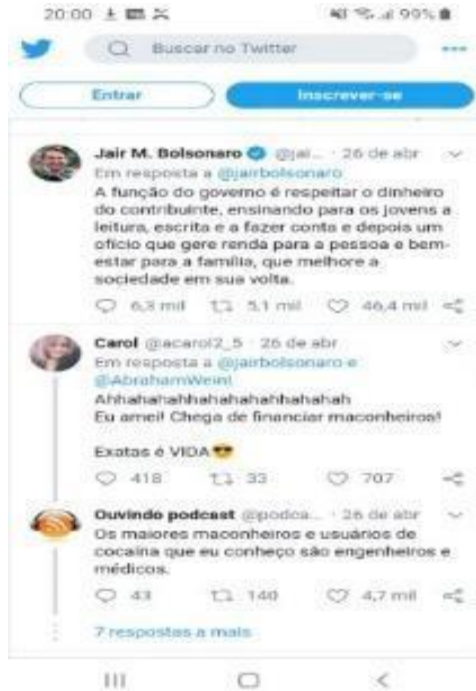 20:00 99%
Buscar no Twitter
Entrar Inscrever-se
Jair M. Bolsonaro @jai... · 26 de abr
Em resposta a @jairbolsonaro
A função do governo é respeitar o dinheiro
do contribuinte, ensinando para os jovens a
leitura, escrita e a fazer conta e depois um
ofício que gere renda para a pessoa e bem-
estar para a família, que melhore a
sociedade em sua volta.
6,3 mil 5,1 mil 46,4 mil
Carol @acarol2_5 · 26 de abr
Em resposta a @jairbolsonaro e
@AbrahamWeint
Ahhahahahhahahahahhahahah
Eu amei! Chega de financiar maconheiros!
Exatas é VIDA😎
418 33 707
Ouvindo podcast @podca... · 26 de abr
Os maiores maconheiros e usuários de
cocaína que eu conheço são engenheiros e
médicos.
43 140 4,7 mil
7 respostas a mais